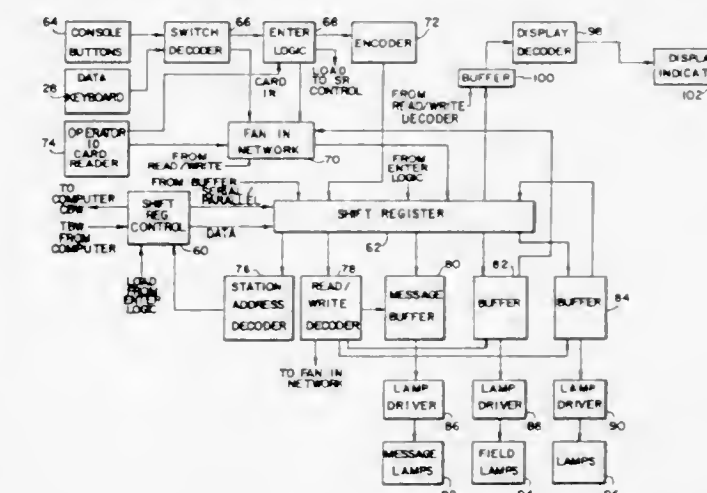 64
CONSOLE
BUTTONS
66
SWITCH
DECODER
68
ENTER
LOGIC
72
ENCODER
DISPLAY
DECODER
98
DISPLA
INDICAT
102
BUFFER
100
DATA
KEYBOARD
28
CARD
IR
LOAD
TO SR
CONTROL
FROM
READ/WRITE
DECODER
74
OPERATOR
ID
CARD
READER
FAN IN
NETWORK
70
FROM
READ/WRITE
FROM
ENTER
LOGIC
FROM BUFFER
SERIAL/
PARALLEL
TO
COMPUTER
CBW
TBW
FROM
COMPUTER
SHIFT
REG
CONTROL
60
DATA
SHIFT REGISTER
62
LOAD
FROM
ENTER
LOGIC
76
STATION
ADDRESS
DECODER
78
READ/
WRITE
DECODER
80
MESSAGE
BUFFER
82
BUFFER
BUFFER
84
TO FAN IN
NETWORK
LAMP
DRIVER
86
LAMP
DRIVER
88
LAMP
DRIVER
90
MESSAGE
LAMPS
FIELD
LAMPS
LAMPS